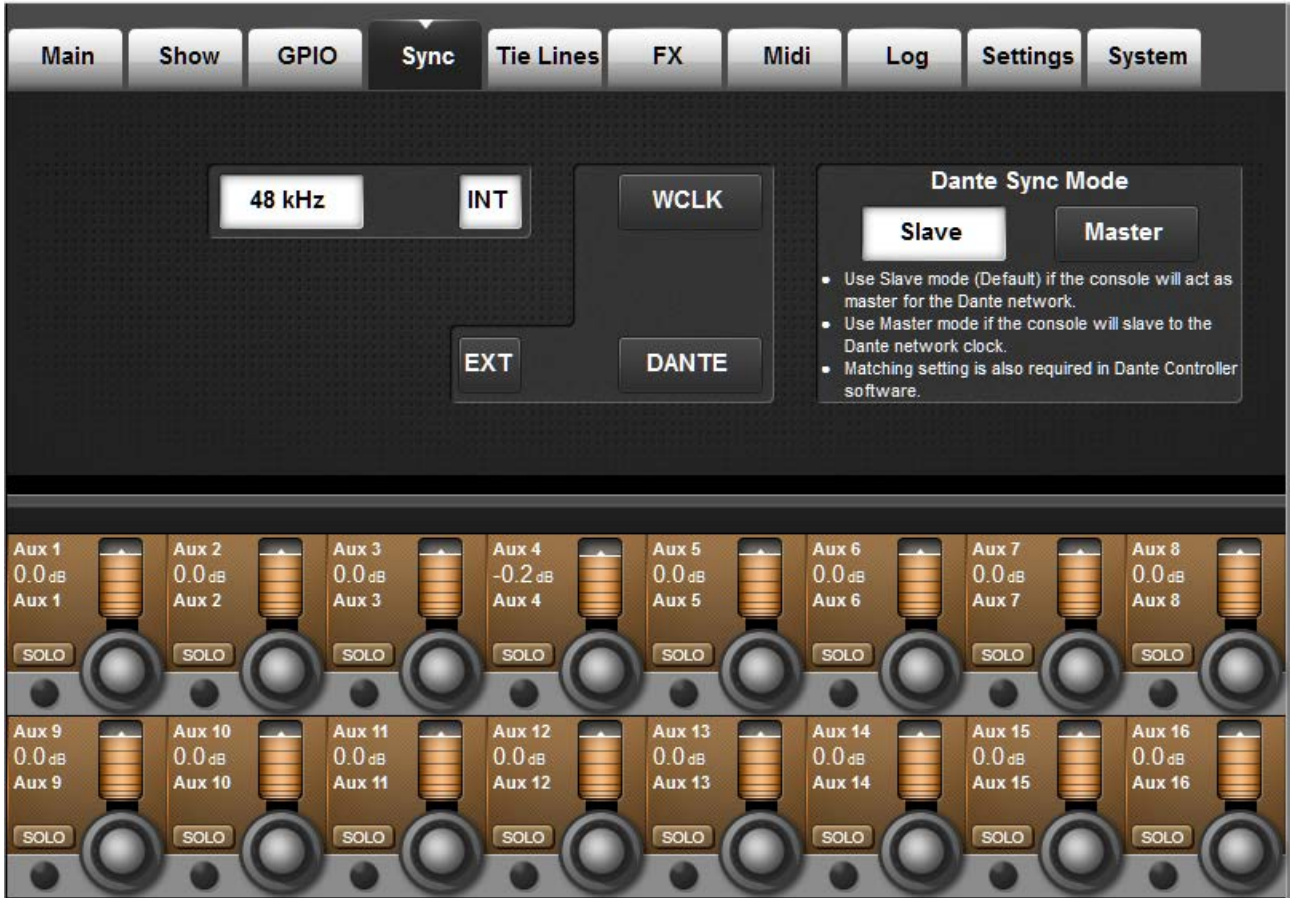 Main Show GPIO Sync Tie Lines FX Midi Log Settings System
48 kHz INT WCLK
EXT DANTE
Dante Sync Mode
Slave Master
• Use Slave mode (Default) if the console will act as
master for the Dante network.
• Use Master mode if the console will slave to the
Dante network clock.
• Matching setting is also required in Dante Controller
software.
Aux 1 Aux 2 Aux 3 Aux 4 Aux 5 Aux 6 Aux 7 Aux 8
0.0 dB 0.0 dB 0.0 dB -0.2 dB 0.0 dB 0.0 dB 0.0 dB 0.0 dB
Aux 1 Aux 2 Aux 3 Aux 4 Aux 5 Aux 6 Aux 7 Aux 8
SOLO SOLO SOLO SOLO SOLO SOLO SOLO SOLO
Aux 9 Aux 10 Aux 11 Aux 12 Aux 13 Aux 14 Aux 15 Aux 16
0.0 dB 0.0 dB 0.0 dB 0.0 dB 0.0 dB 0.0 dB 0.0 dB 0.0 dB
Aux 9 Aux 10 Aux 11 Aux 12 Aux 13 Aux 14 Aux 15 Aux 16
SOLO SOLO SOLO SOLO SOLO SOLO SOLO SOLO